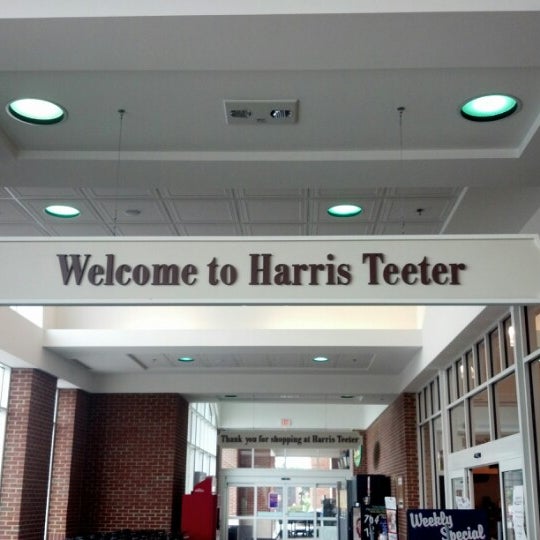 Welcome to Harris Teeter
Thank you for shopping at Harris Teeter
Weekly
Special